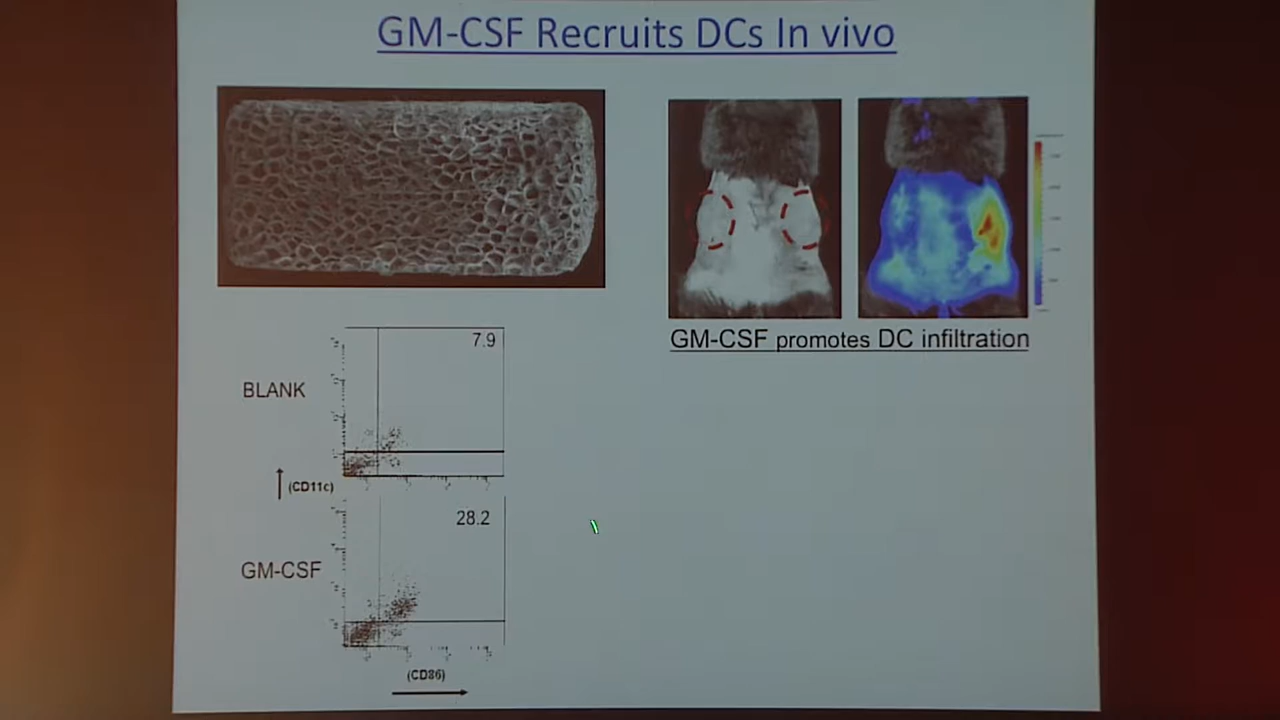 GM-CSF Recruits DCs In vivo
GM-CSF promotes DC infiltration
7.9
BLANK
(CD11c)
28.2
GM-CSF
(CD86)